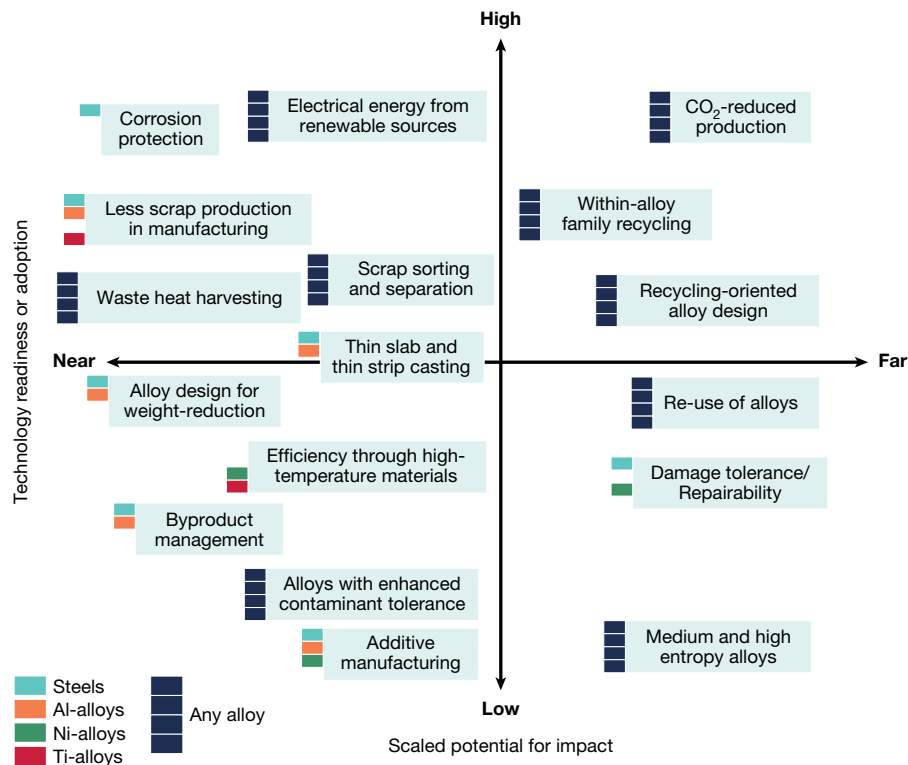 High
Corrosion
protection
Electrical energy from
renewable sources
CO₂-reduced
production
Less scrap production
in manufacturing
Within-alloy
family recycling
Waste heat harvesting
Scrap sorting
and separation
Recycling-oriented
alloy design
Technology readiness or adoption
Near
Thin slab and
thin strip casting
Far
Alloy design for
weight-reduction
Re-use of alloys
Efficiency through high-
temperature materials
Damage tolerance/
Repairability
Byproduct
management
Alloys with enhanced
contaminant tolerance
Additive
manufacturing
Medium and high
entropy alloys
Low
Scaled potential for impact
Steels
Al-alloys
Ni-alloys
Ti-alloys
Any alloy